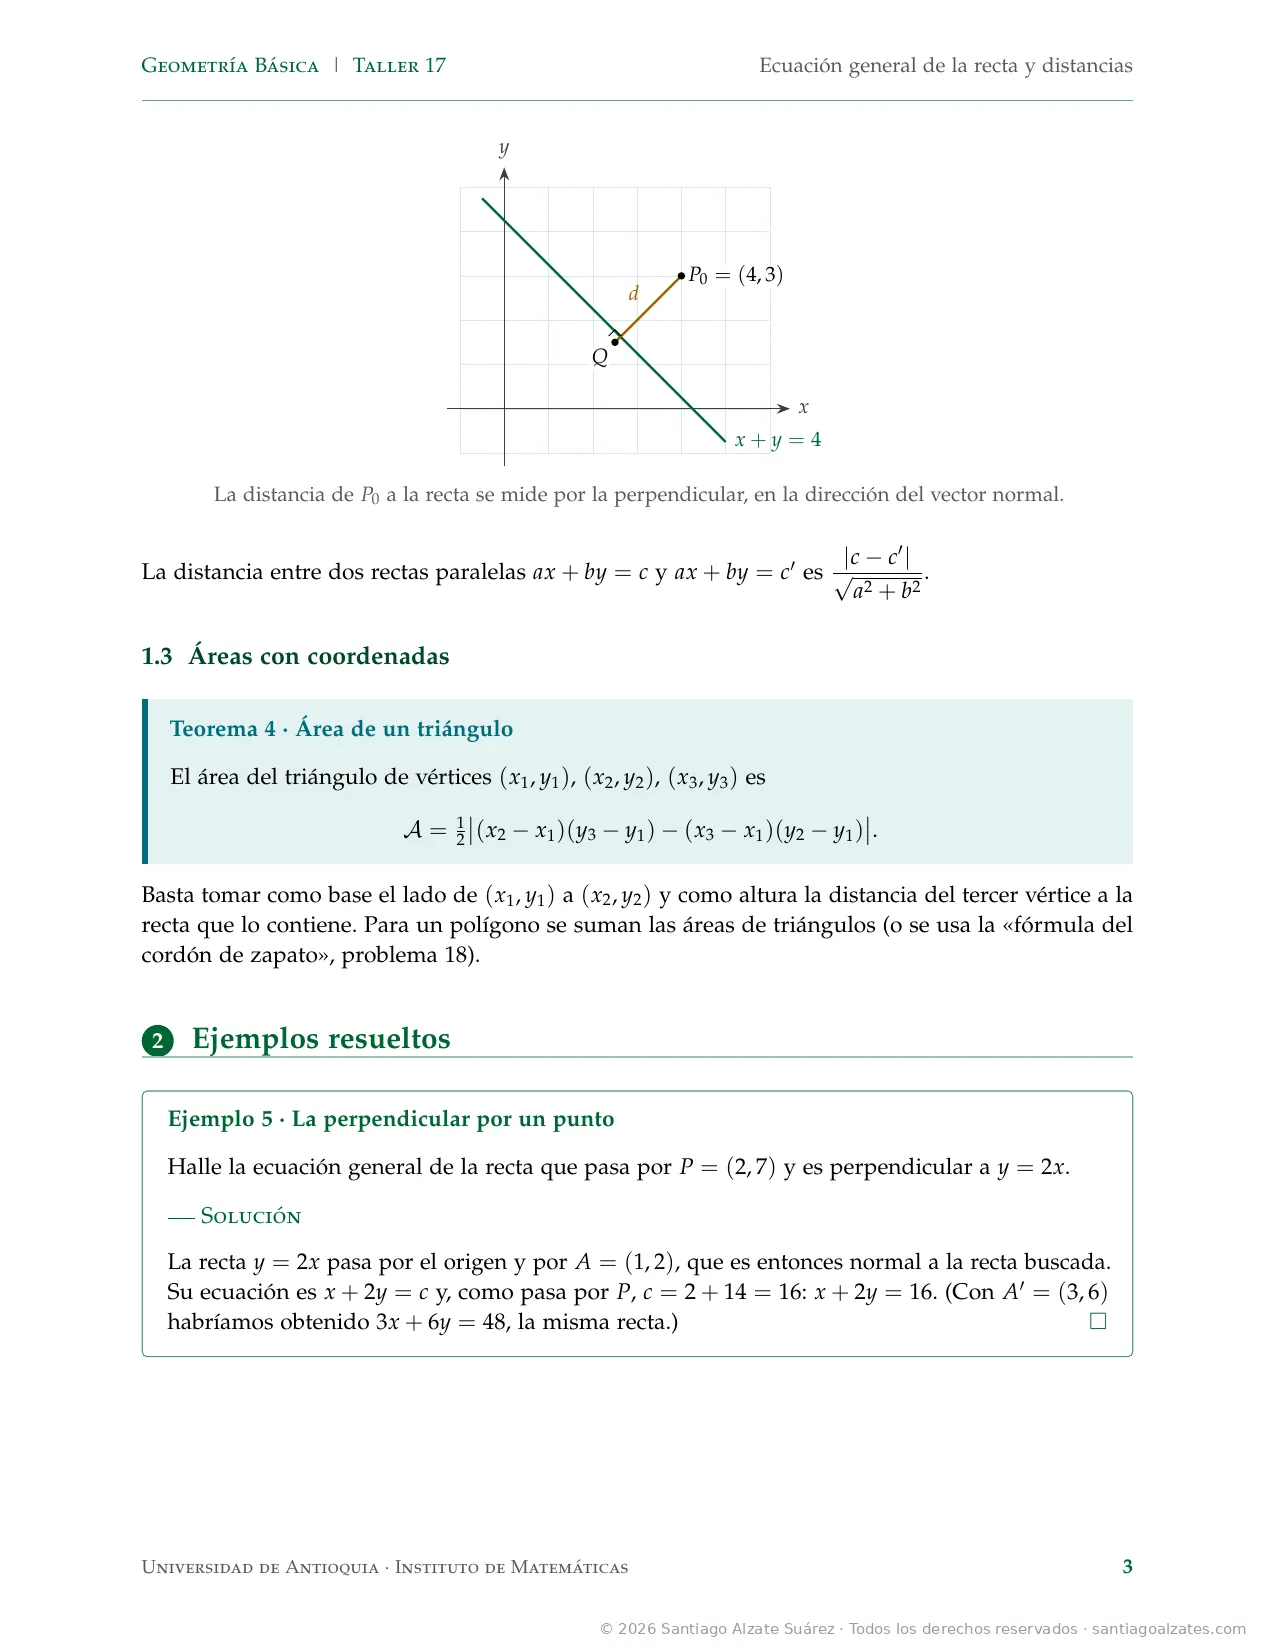 Geometría Básica | Taller 17 Ecuación general de la recta y distancias
y
P₀ = (4, 3)
d
Q
x
x + y = 4
La distancia de P₀ a la recta se mide por la perpendicular, en la dirección del vector normal.
La distancia entre dos rectas paralelas ax + by = c y ax + by = c′ es |c − c′| / √(a² + b²).
1.3 Áreas con coordenadas
Teorema 4 · Área de un triángulo
El área del triángulo de vértices (x₁, y₁), (x₂, y₂), (x₃, y₃) es
𝒜 = ½|(x₂ − x₁)(y₃ − y₁) − (x₃ − x₁)(y₂ − y₁)|.
Basta tomar como base el lado de (x₁, y₁) a (x₂, y₂) y como altura la distancia del tercer vértice a la
recta que lo contiene. Para un polígono se suman las áreas de triángulos (o se usa la «fórmula del
cordón de zapato», problema 18).
2 Ejemplos resueltos
Ejemplo 5 · La perpendicular por un punto
Halle la ecuación general de la recta que pasa por P = (2, 7) y es perpendicular a y = 2x.
— Solución
La recta y = 2x pasa por el origen y por A = (1, 2), que es entonces normal a la recta buscada.
Su ecuación es x + 2y = c y, como pasa por P, c = 2 + 14 = 16: x + 2y = 16. (Con A′ = (3, 6)
habríamos obtenido 3x + 6y = 48, la misma recta.) □
Universidad de Antioquia · Instituto de Matemáticas 3
© 2026 Santiago Alzate Suárez · Todos los derechos reservados · santiagoalzates.com